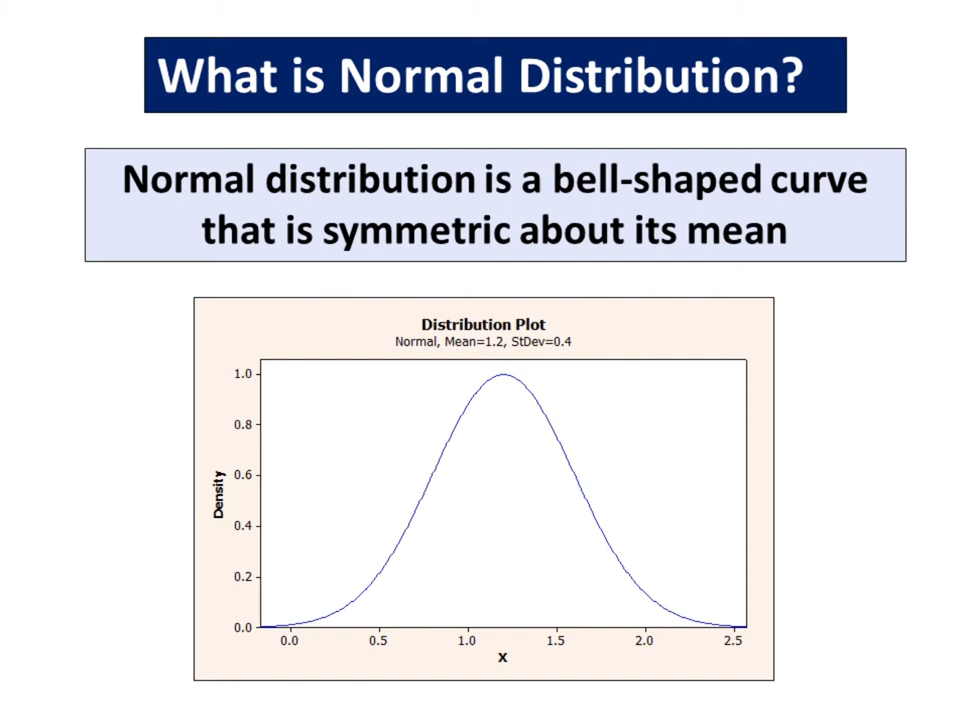 What is Normal Distribution?
Normal distribution is a bell-shaped curve
that is symmetric about its mean
Distribution Plot
Normal, Mean=1.2, StDev=0.4
1.0
0.8
0.6
0.4
0.2
0.0
Density
0.0 0.5 1.0 1.5 2.0 2.5
X